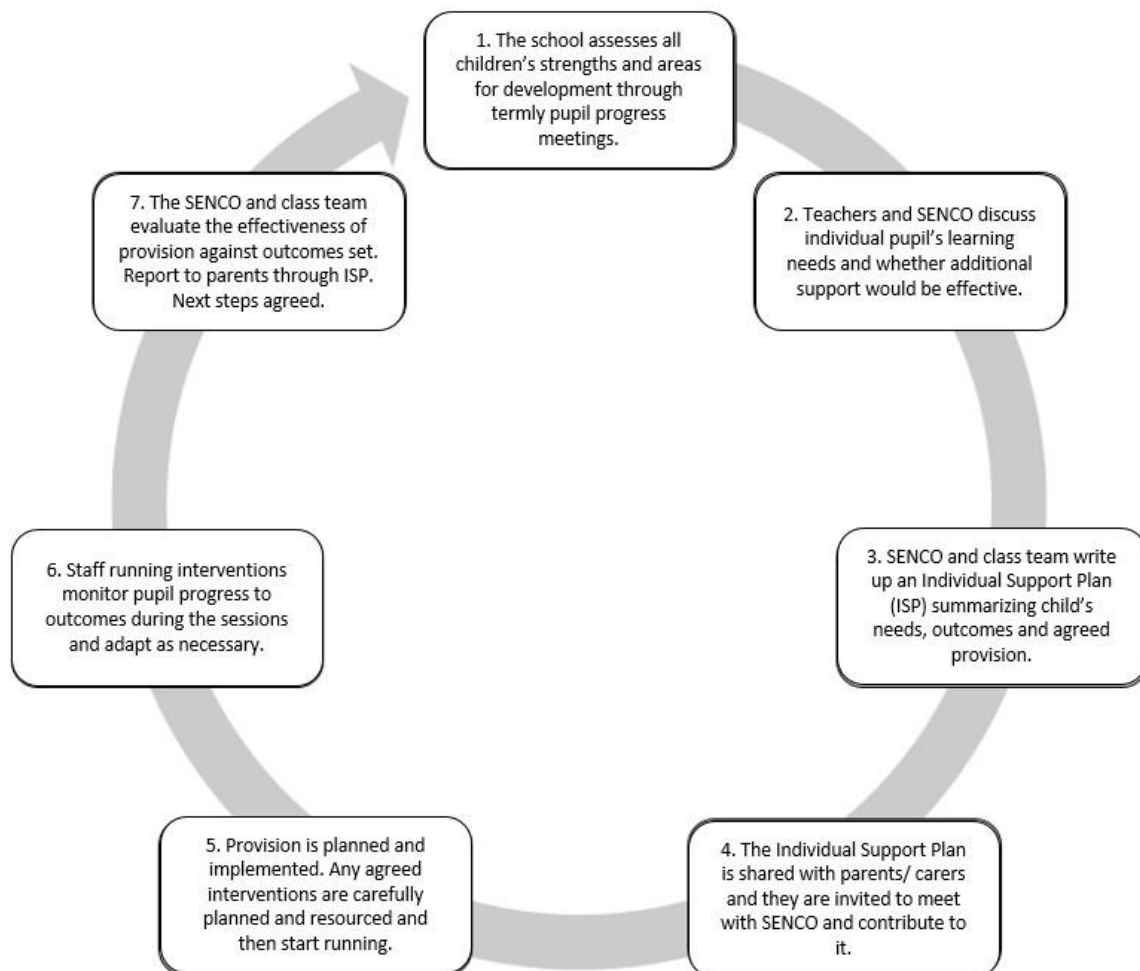 1. The school assesses all
children’s strengths and areas
for development through
termly pupil progress
meetings.
2. Teachers and SENCO discuss
individual pupil’s learning
needs and whether additional
support would be effective.
3. SENCO and class team write
up an Individual Support Plan
(ISP) summarizing child’s
needs, outcomes and agreed
provision.
4. The Individual Support Plan
is shared with parents/ carers
and they are invited to meet
with SENCO and contribute to
it.
5. Provision is planned and
implemented. Any agreed
interventions are carefully
planned and resourced and
then start running.
6. Staff running interventions
monitor pupil progress to
outcomes during the sessions
and adapt as necessary.
7. The SENCO and class team
evaluate the effectiveness of
provision against outcomes set.
Report to parents through ISP.
Next steps agreed.